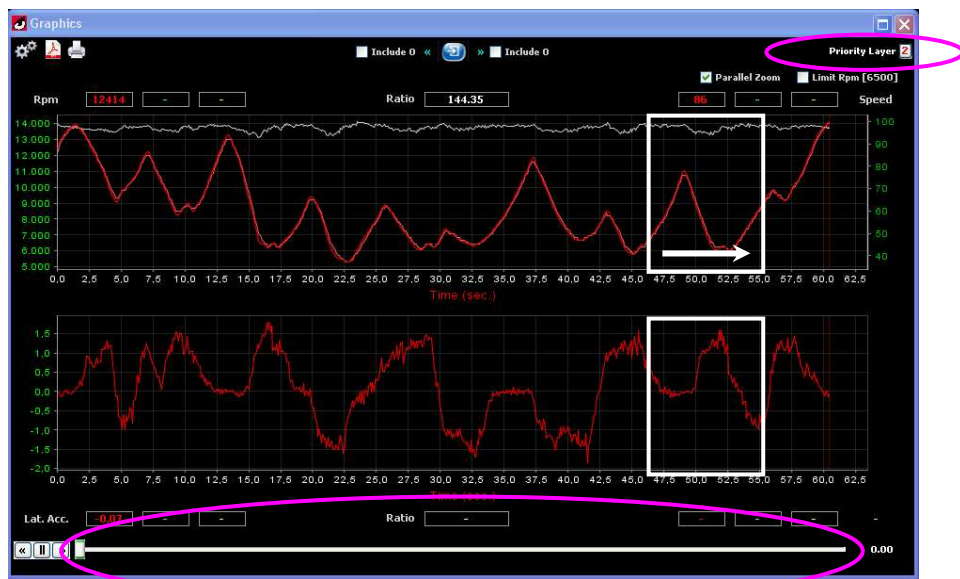 Graphics
Include 0 « » Include 0 Priority Layer 2
Parallel Zoom Limit Rpm [6500]
Rpm 12414 - - Ratio 144.35 86 - - Speed
14.000 100
13.000
12.000 90
11.000 80
10.000
9.000 70
8.000 60
7.000 50
6.000 40
5.000
0,0 2,5 5,0 7,5 10,0 12,5 15,0 17,5 20,0 22,5 25,0 27,5 30,0 32,5 35,0 37,5 40,0 42,5 45,0 47,5 50,0 52,5 55,0 57,5 60,0 62,5
Time (sec.)
1,5
1,0
0,5
0,0
-0,5
-1,0
-1,5
-2,0
0,0 2,5 5,0 7,5 10,0 12,5 15,0 17,5 20,0 22,5 25,0 27,5 30,0 32,5 35,0 37,5 40,0 42,5 45,0 47,5 50,0 52,5 55,0 57,5 60,0 62,5
Time (sec.)
Lat. Acc. -0.07 - - Ratio - - - - -
« 0.00